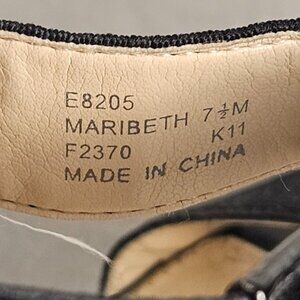 E8205
MARIBETH 7½M
F2370 K11
MADE IN CHINA